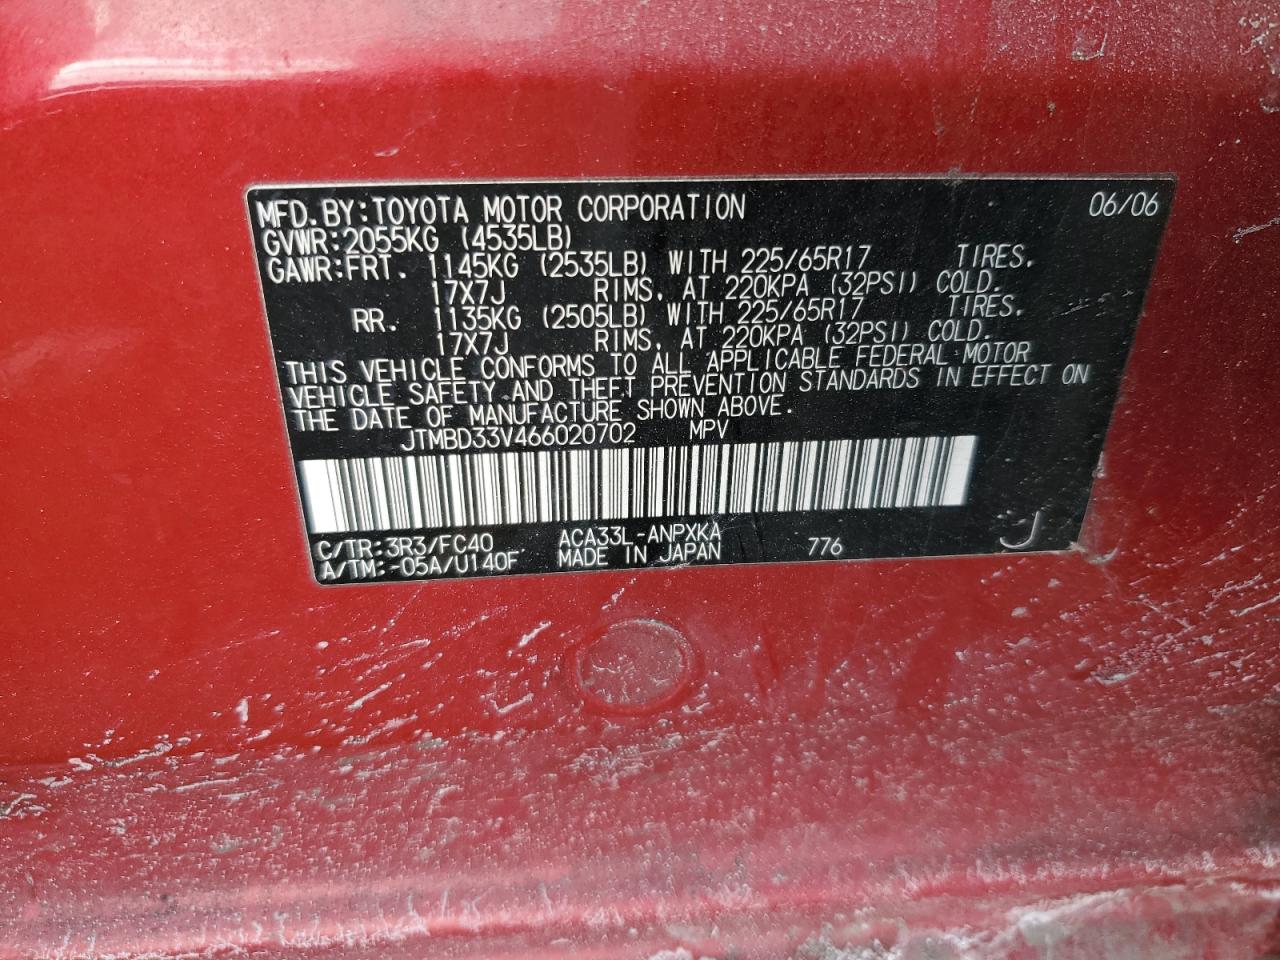 MFD.BY:TOYOTA MOTOR CORPORATION 06/06
GVWR:2055KG (4535LB)
GAWR:FRT. 1145KG (2535LB) WITH 225/65R17 TIRES.
17X7J RIMS, AT 220KPA (32PSI) COLD.
RR. 1135KG (2505LB) WITH 225/65R17 TIRES.
17X7J RIMS, AT 220KPA (32PSI) COLD.
THIS VEHICLE CONFORMS TO ALL APPLICABLE FEDERAL MOTOR
VEHICLE SAFETY AND THEFT PREVENTION STANDARDS IN EFFECT ON
THE DATE OF MANUFACTURE SHOWN ABOVE.
JTMBD33V466020702 MPV
C/TR:3R3/FC40 ACA33L-ANPXKA
A/TM:-05A/U140F MADE IN JAPAN 776 J